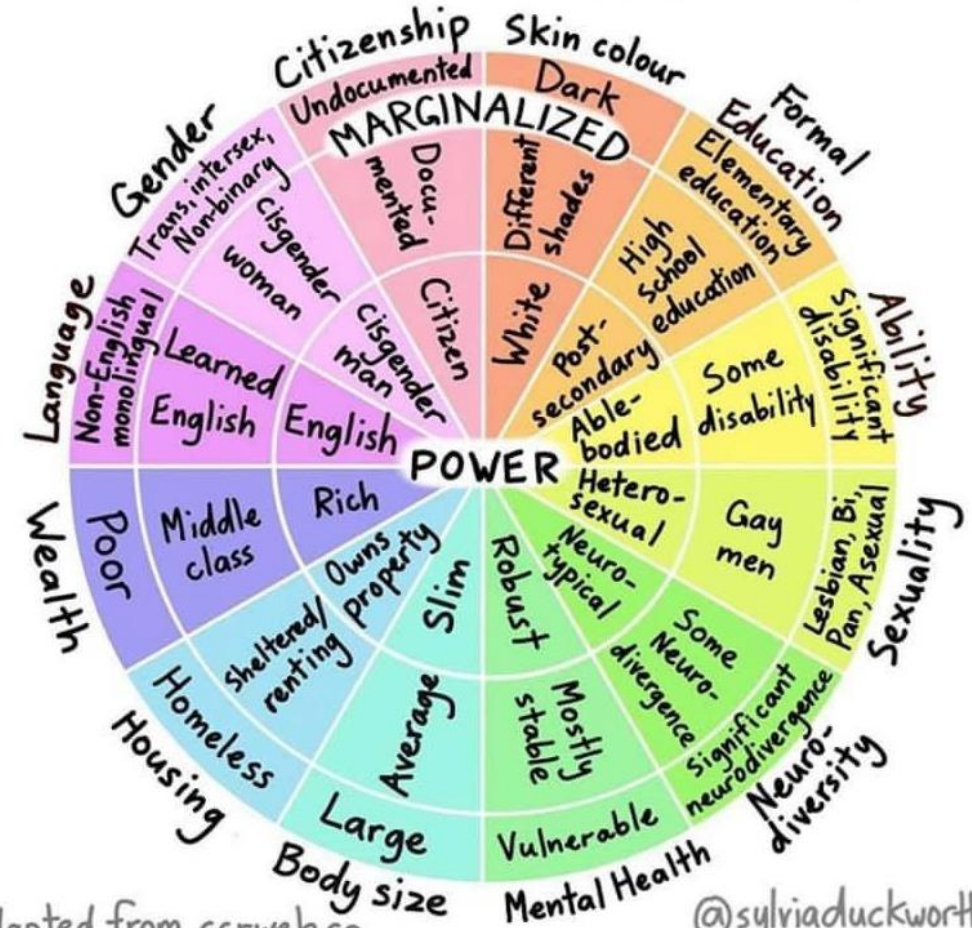 Citizenship
Undocumented
Docu-
mented
Citizen
Skin colour
Dark
Different
shades
White
Formal
Education
Elementary
education
High
School
education
Post-
secondary
Ability
Significant
disability
Some
disability
Able-
bodied
Sexuality
Lesbian, Bi,
Pan, Asexual
Gay
men
Hetero-
sexual
Neuro-
diversity
Significant
neurodivergence
Some
Neuro-
divergence
Neuro-
typical
Mental Health
Vulnerable
Mostly
stable
Robust
Body size
Large
Average
Slim
Housing
Homeless
Sheltered/
renting
Owns
property
Wealth
Poor
Middle
class
Rich
Language
Non-English
monolingual
Learned
English
English
Gender
Trans, intersex,
Non-binary
cisgender
woman
cisgender
man
MARGINALIZED
POWER
from
@sylviaduckworth